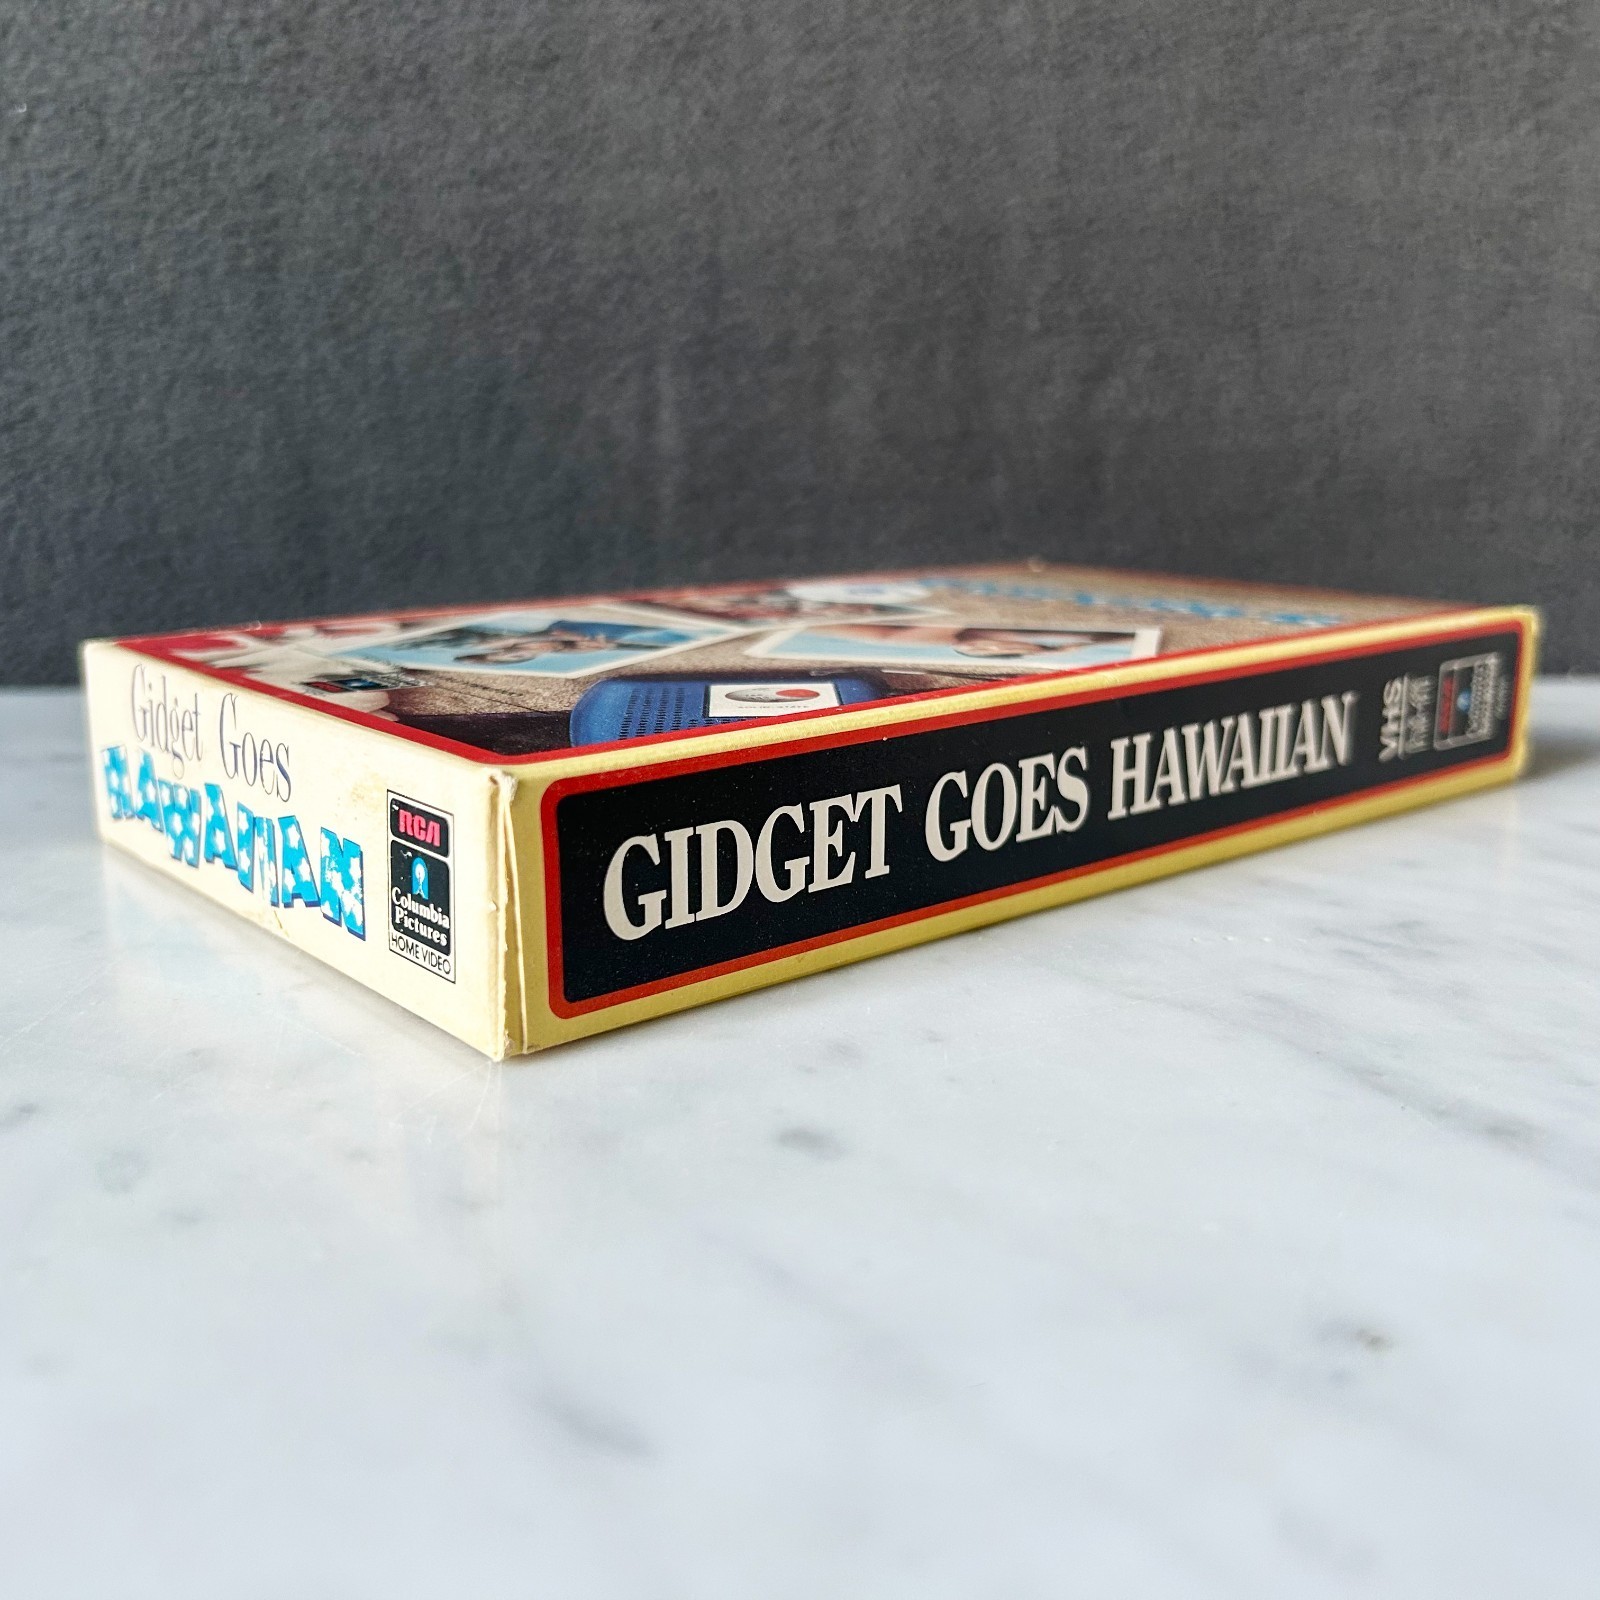 Gidget Goes
HAWAIIAN
RCA
Columbia
Pictures
HOME VIDEO
GIDGET GOES HAWAIIAN
VHS